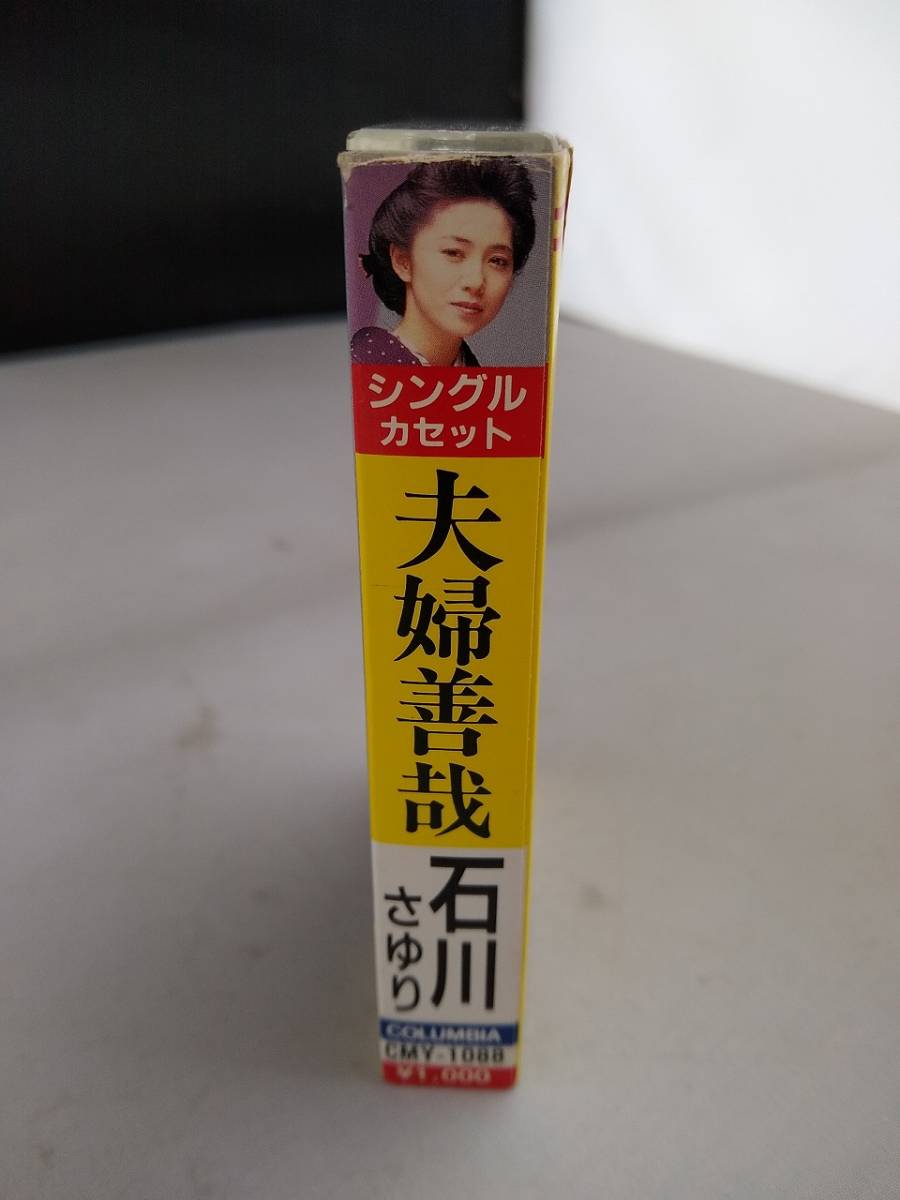 シングル
カセット
夫婦善哉
石川
さゆり
COLUMBIA
CMY-1088
¥1,000